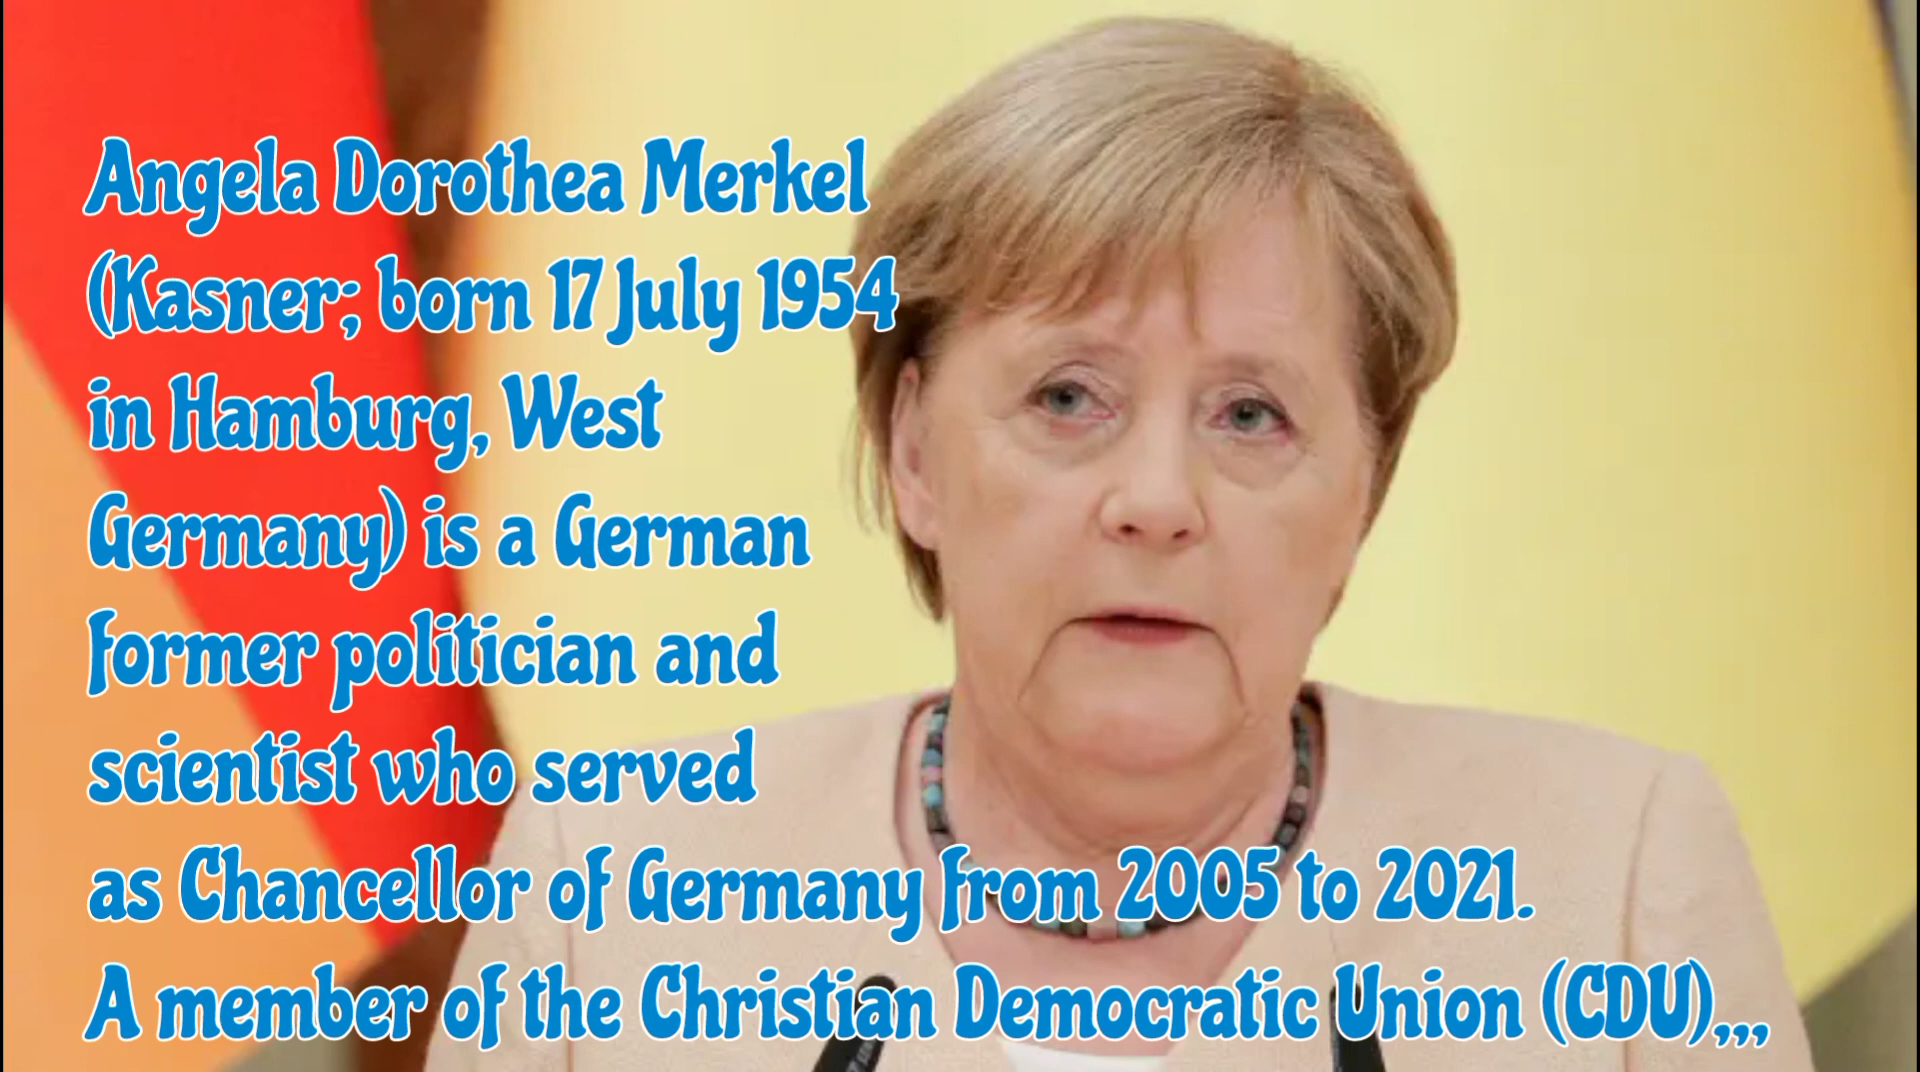 Angela Dorothea Merkel
(Kasner; born 17 July 1954
in Hamburg, West
Germany) is a German
former politician and
scientist who served
as Chancellor of Germany from 2005 to 2021.
A member of the Christian Democratic Union (CDU),,,